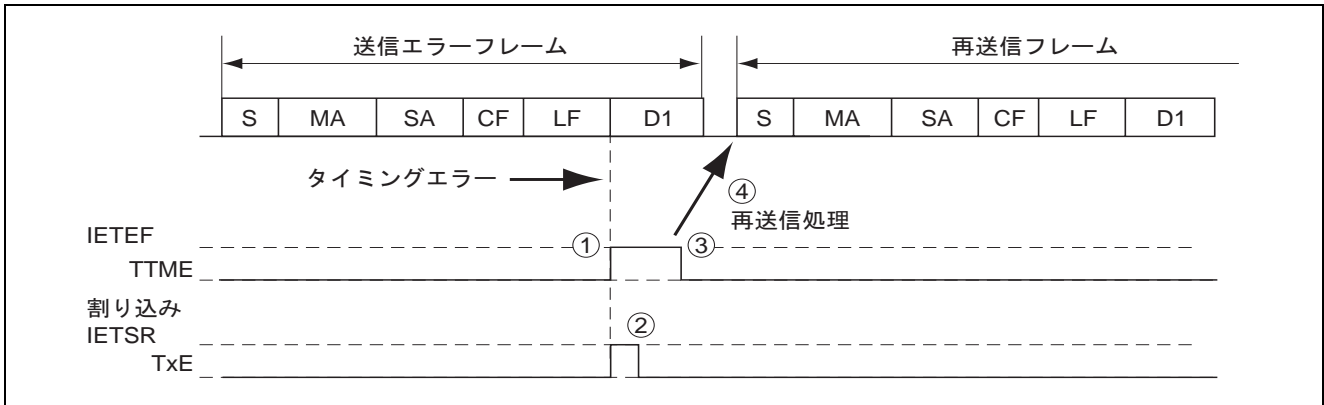 送信エラーフレーム 再送信フレーム
S MA SA CF LF D1 S MA SA CF LF D1
タイミングエラー
④
再送信処理
IETEF
① ③
TTME
割り込み
IETSR
②
TxE